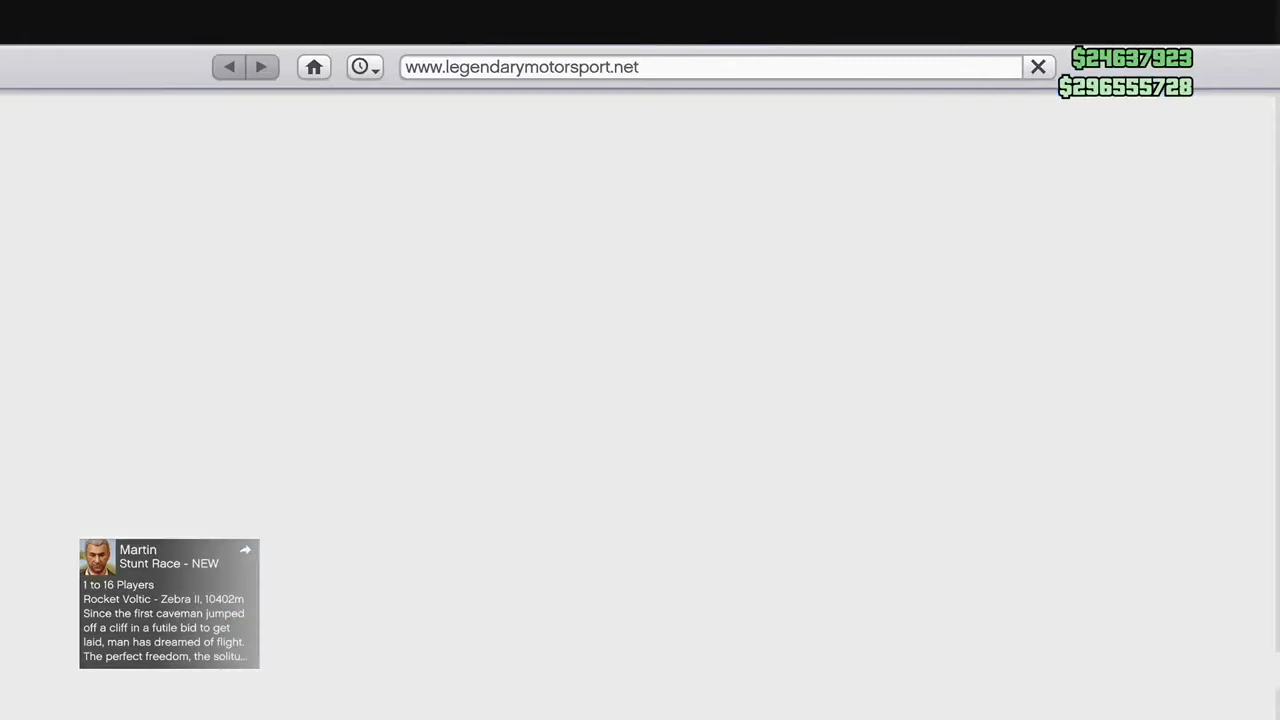 www.legendarymotorsport.net
$24637923
$296555728
Martin
Stunt Race - NEW
1 to 16 Players
Rocket Voltic - Zebra II, 10402m
Since the first caveman jumped
off a cliff in a futile bid to get
laid, man has dreamed of flight.
The perfect freedom, the solitu...